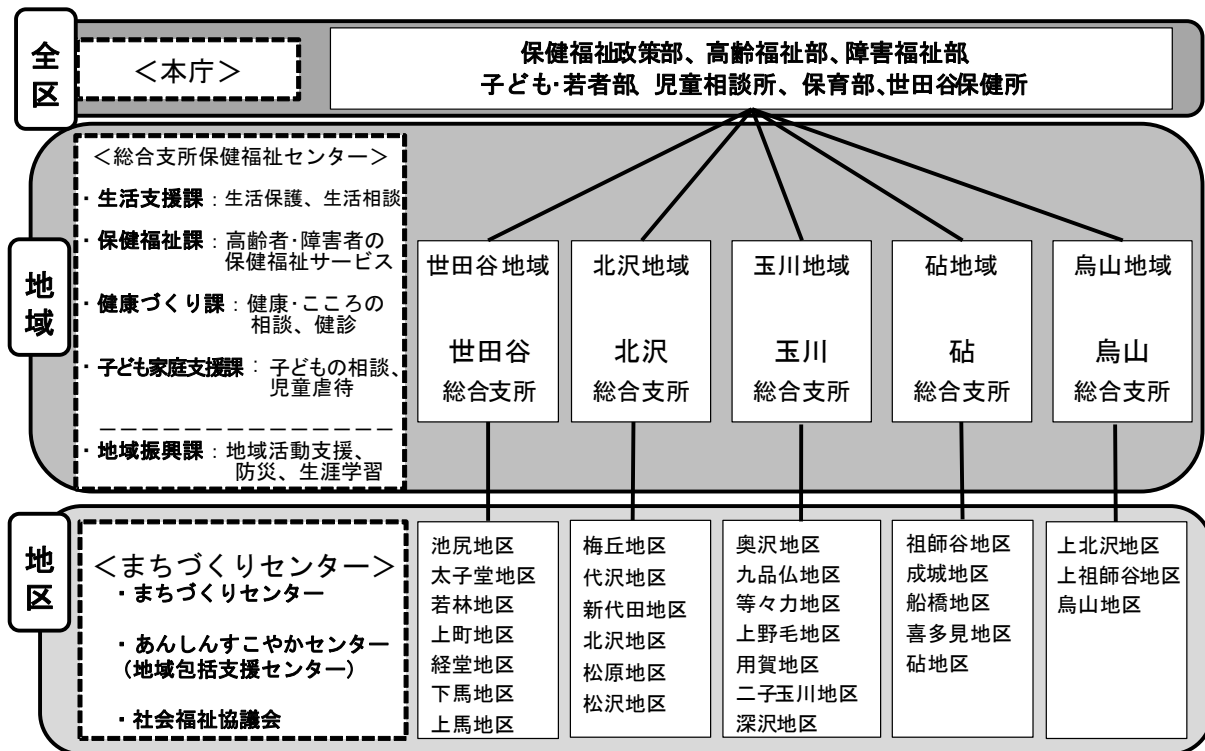 全区
＜本庁＞
保健福祉政策部、高齢福祉部、障害福祉部、
子ども・若者部、児童相談所、保育部、世田谷保健所
地域
＜総合支所保健福祉センター＞
・生活支援課：生活保護、生活相談
・保健福祉課：高齢者・障害者の
保健福祉サービス
・健康づくり課：健康・こころの
相談、健診
・子ども家庭支援課：子どもの相談、
児童虐待
・地域振興課：地域活動支援、
防災、生涯学習
世田谷地域
世田谷
総合支所
北沢地域
北沢
総合支所
玉川地域
玉川
総合支所
砧地域
砧
総合支所
烏山地域
烏山
総合支所
地区
＜まちづくりセンター＞
・まちづくりセンター
・あんしんすこやかセンター
（地域包括支援センター）
・社会福祉協議会
池尻地区
太子堂地区
若林地区
上町地区
経堂地区
下馬地区
上馬地区
梅丘地区
代沢地区
新代田地区
北沢地区
松原地区
松沢地区
奥沢地区
九品仏地区
等々力地区
上野毛地区
用賀地区
二子玉川地区
深沢地区
祖師谷地区
成城地区
船橋地区
喜多見地区
砧地区
上北沢地区
上祖師谷地区
烏山地区